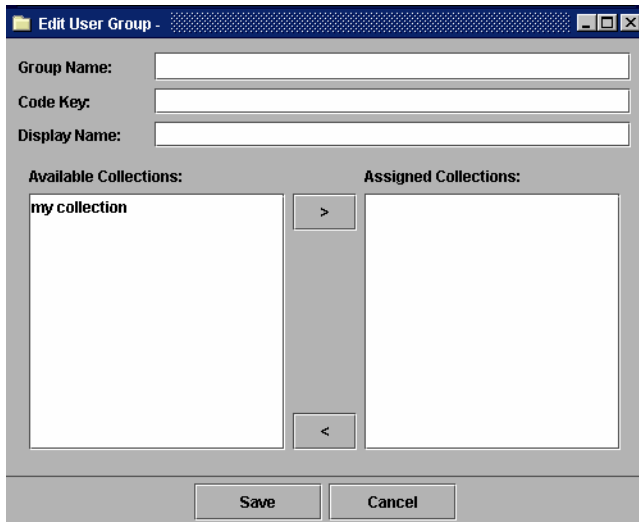 Edit User Group -
Group Name:
Code Key:
Display Name:
Available Collections:
Assigned Collections:
my collection
>
<
Save
Cancel